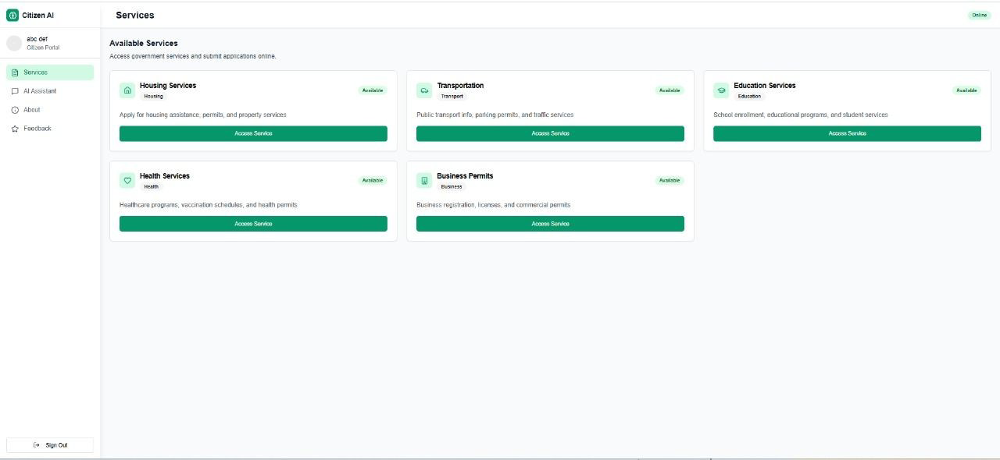 Citizen AI
Services
Online
abc def
Citizen Portal
Services
AI Assistant
About
Feedback
Sign Out
Available Services
Access government services and submit applications online.
Housing Services
Housing
Available
Apply for housing assistance, permits, and property services
Access Service
Transportation
Transport
Available
Public transport info, parking permits, and traffic services
Access Service
Education Services
Education
Available
School enrollment, educational programs, and student services
Access Service
Health Services
Health
Available
Healthcare programs, vaccination schedules, and health permits
Access Service
Business Permits
Business
Available
Business registration, licenses, and commercial permits
Access Service